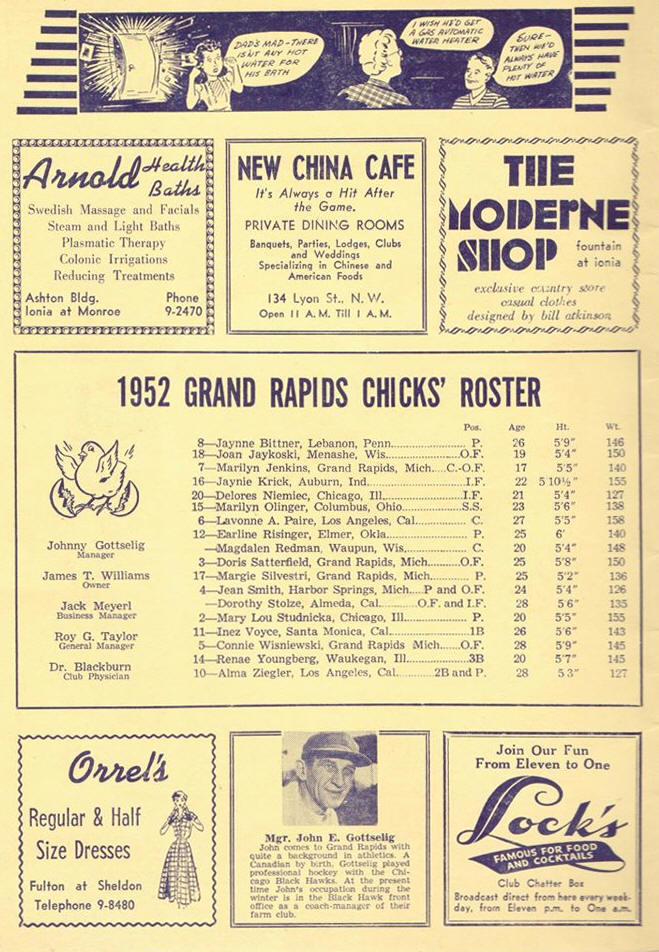 DAD'S MAD-THERE
ISN'T ANY HOT
WATER FOR
HIS BATH
I WISH HE'D GET
A GAS AUTOMATIC
WATER HEATER
SURE-
THEN WE'D
ALWAYS HAVE
PLENTY OF
HOT WATER
Arnold Health
Baths
Swedish Massage and Facials
Steam and Light Baths
Plasmatic Therapy
Colonic Irrigations
Reducing Treatments
Ashton Bldg. Phone
Ionia at Monroe 9-2470
NEW CHINA CAFE
It's Always a Hit After
the Game.
PRIVATE DINING ROOMS
Banquets, Parties, Lodges, Clubs
and Weddings
Specializing in Chinese and
American Foods
134 Lyon St., N. W.
Open 11 A. M. Till 1 A. M.
THE
MODERNE
SHOP fountain
at ionia
exclusive country store
casual clothes
designed by bill atkinson
1952 GRAND RAPIDS CHICKS' ROSTER
Pos. Age Ht. Wt.
8—Jaynne Bittner, Lebanon, Penn. P. 26 5'9" 146
18—Joan Jaykoski, Menashe, Wis. O.F. 19 5'4" 150
7—Marilyn Jenkins, Grand Rapids, Mich. C.-O.F. 17 5'5" 140
16—Jaynie Krick, Auburn, Ind. I.F. 22 5 10½" 155
20—Delores Niemiec, Chicago, Ill. I.F. 21 5'4" 127
15—Marilyn Olinger, Columbus, Ohio S.S. 23 5'6" 138
6—Lavonne A. Paire, Los Angeles, Cal. C. 27 5'5" 158
12—Earline Risinger, Elmer, Okla. P. 25 6' 140
—Magdalen Redman, Waupun, Wis. C. 20 5'4" 148
3—Doris Satterfield, Grand Rapids, Mich. O.F. 25 5'8" 150
17—Margie Silvestri, Grand Rapids, Mich. P. 25 5'2" 136
4—Jean Smith, Harbor Springs, Mich. P and O.F. 24 5'4" 126
—Dorothy Stolze, Almeda, Cal. O.F. and I.F. 28 5 6" 135
2—Mary Lou Studnicka, Chicago, Ill. P. 20 5'5" 155
11—Inez Voyce, Santa Monica, Cal. 1B 26 5'6" 143
5—Connie Wisniewski, Grand Rapids Mich. O.F. 28 5'9" 145
14—Renae Youngberg, Waukegan, Ill. 3B 20 5'7" 145
10—Alma Ziegler, Los Angeles, Cal. 2B and P. 28 5 3" 127
Johnny Gottselig
Manager
James T. Williams
Owner
Jack Meyerl
Business Manager
Roy G. Taylor
General Manager
Dr. Blackburn
Club Physician
Orrel's
Regular & Half
Size Dresses
Fulton at Sheldon
Telephone 9-8480
Mgr. John E. Gottselig
John comes to Grand Rapids with
quite a background in athletics. A
Canadian by birth, Gottselig played
professional hockey with the Chi-
cago Black Hawks. At the present
time John's occupation during the
winter is in the Black Hawk front
office as a coach-manager of their
farm club.
Join Our Fun
From Eleven to One
Lock's
FAMOUS FOR FOOD
AND COCKTAILS
Club Chatter Box
Broadcast direct from here every week-
day, from Eleven p.m. to One a.m.